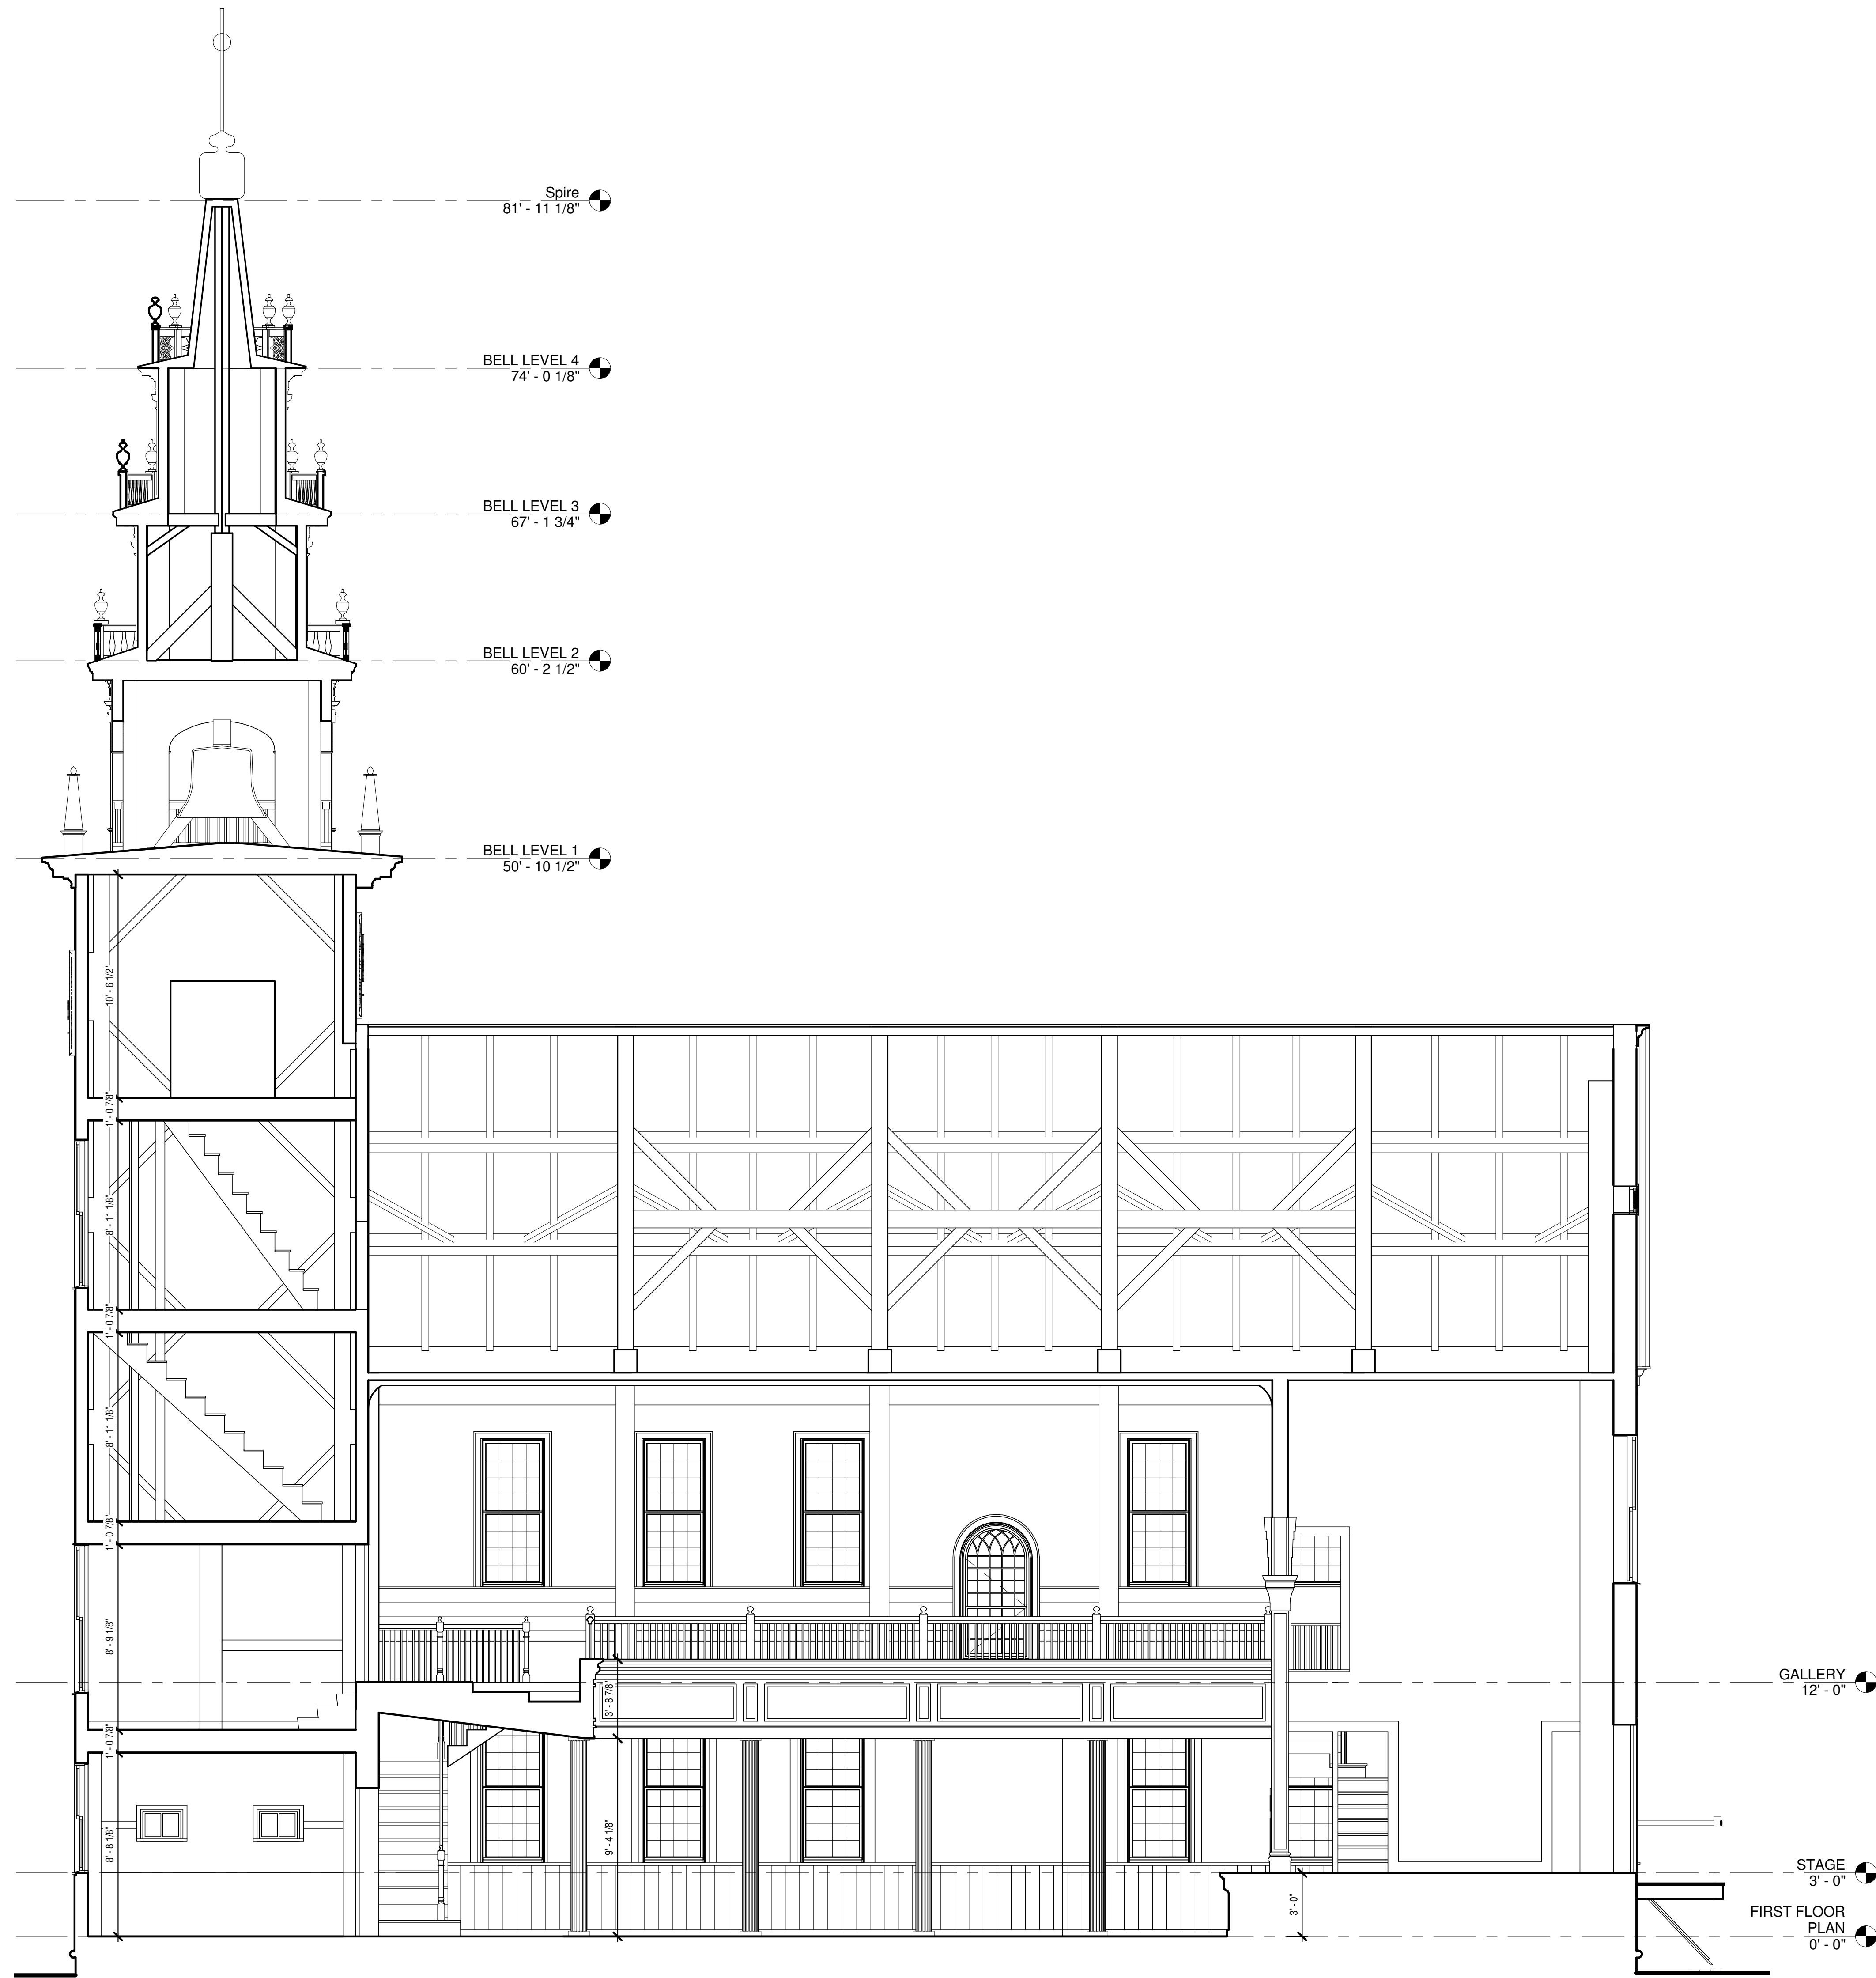 Spire
81' - 11 1/8"
BELL LEVEL 4
74' - 0 1/8"
BELL LEVEL 3
67' - 1 3/4"
BELL LEVEL 2
60' - 2 1/2"
BELL LEVEL 1
50' - 10 1/2"
10' - 6 1/2"
1' - 0 7/8"
8' - 11 1/8"
1' - 0 7/8"
8' - 11 1/8"
1' - 0 7/8"
8' - 9 1/8"
1' - 0 7/8"
8' - 8 1/8"
3' - 8 7/8"
9' - 4 1/8"
3' - 0"
GALLERY
12' - 0"
STAGE
3' - 0"
FIRST FLOOR
PLAN
0' - 0"